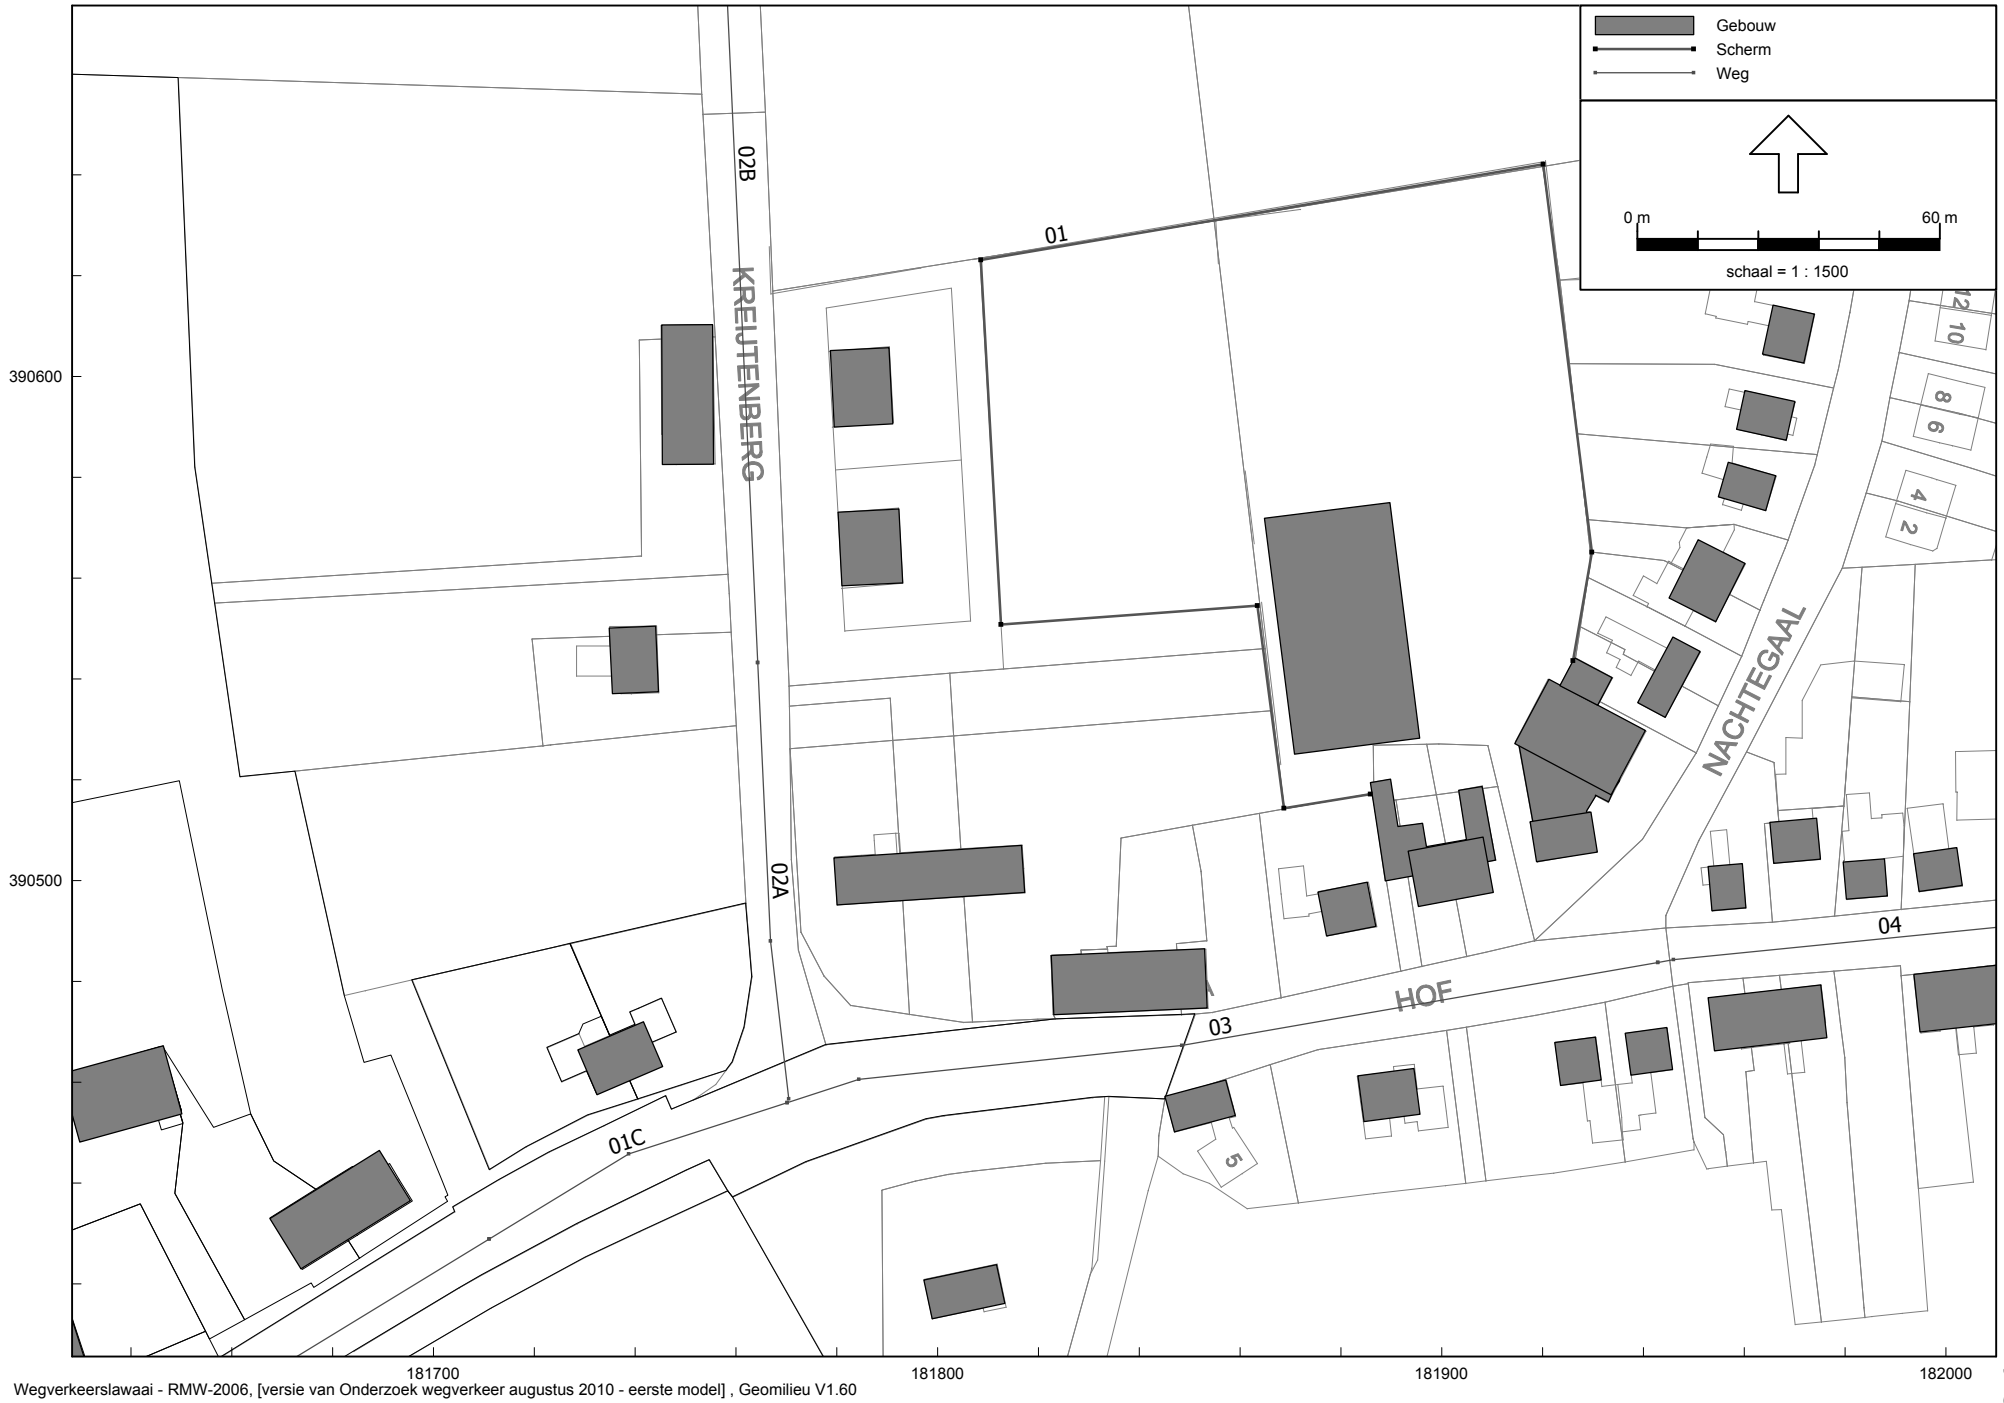 Gebouw
Scherm
Weg
0 m 60 m
schaal = 1 : 1500
02B
01
KREIJTENBERG
12
10
8
6
4
2
390600
NACHTEGAAL
02A
390500
04
HOF
03
01C
5
181700 181800 181900 182000
Wegverkeerslawaai - RMW-2006, [versie van Onderzoek wegverkeer augustus 2010 - eerste model] , Geomilieu V1.60